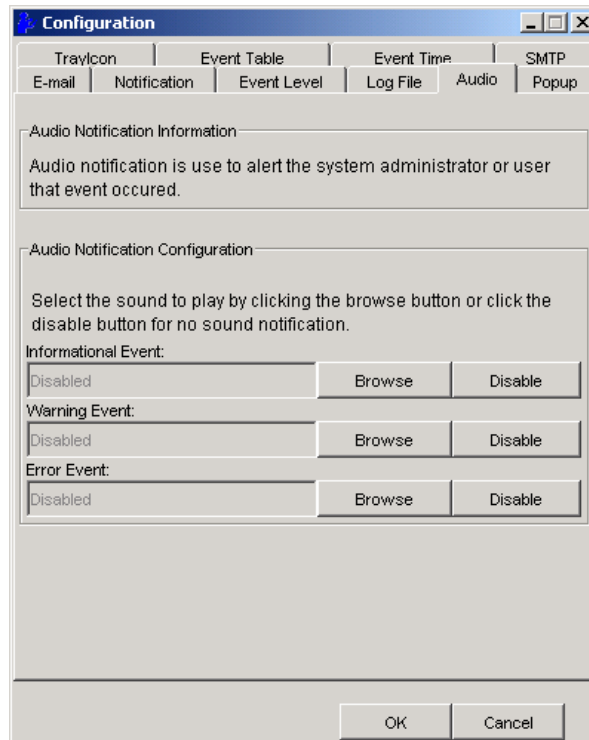 Configuration
TrayIcon Event Table Event Time SMTP
E-mail Notification Event Level Log File Audio Popup
Audio Notification Information
Audio notification is use to alert the system administrator or user
that event occured.
Audio Notification Configuration
Select the sound to play by clicking the browse button or click the
disable button for no sound notification.
Informational Event:
Disabled Browse Disable
Warning Event:
Disabled Browse Disable
Error Event:
Disabled Browse Disable
OK Cancel